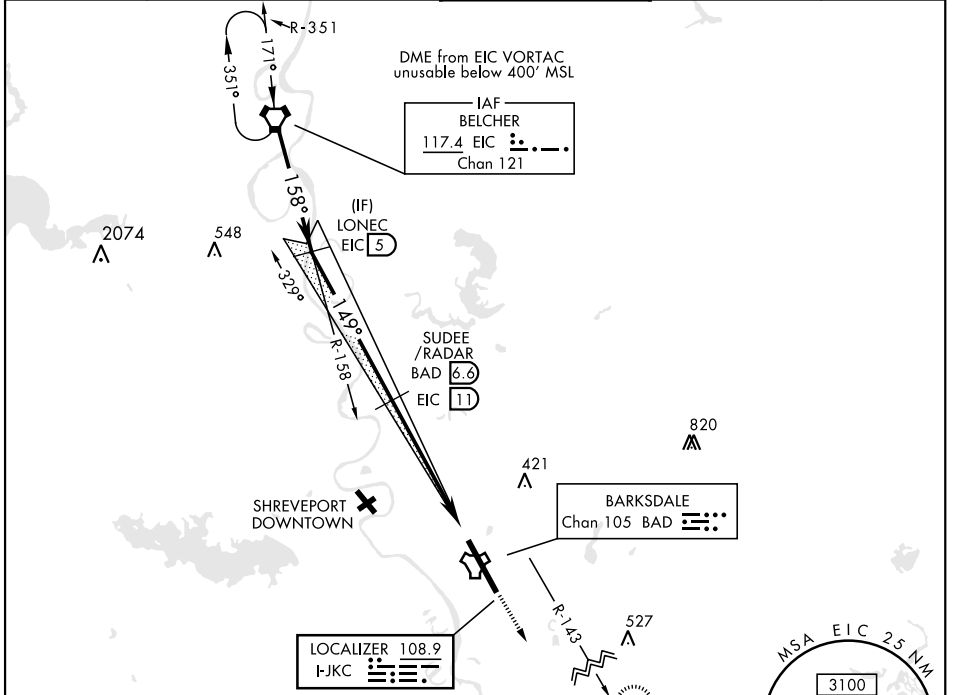 R-351
171°
351°
DME from EIC VORTAC
unusable below 400' MSL
IAF
BELCHER
117.4 EIC
Chan 121
158°
(IF)
LONEC
EIC 5
2074
548
329°
149°
R-158
SUDEE
/RADAR
BAD 6.6
EIC 11
820
421
SHREVEPORT
DOWNTOWN
BARKSDALE
Chan 105 BAD
R-143
527
LOCALIZER 108.9
I-JKC
MSA EIC 25 NM
3100